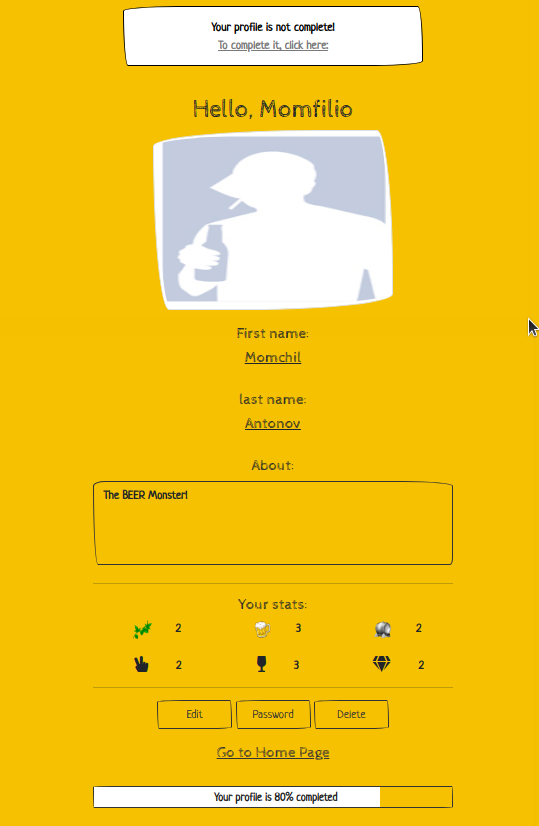 Your profile is not complete!
To complete it, click here:
Hello, Momfilio
First name:
Momchil
last name:
Antonov
About:
The BEER Monster!
Your stats:
2 3 2
2 3 2
Edit Password Delete
Go to Home Page
Your profile is 80% completed